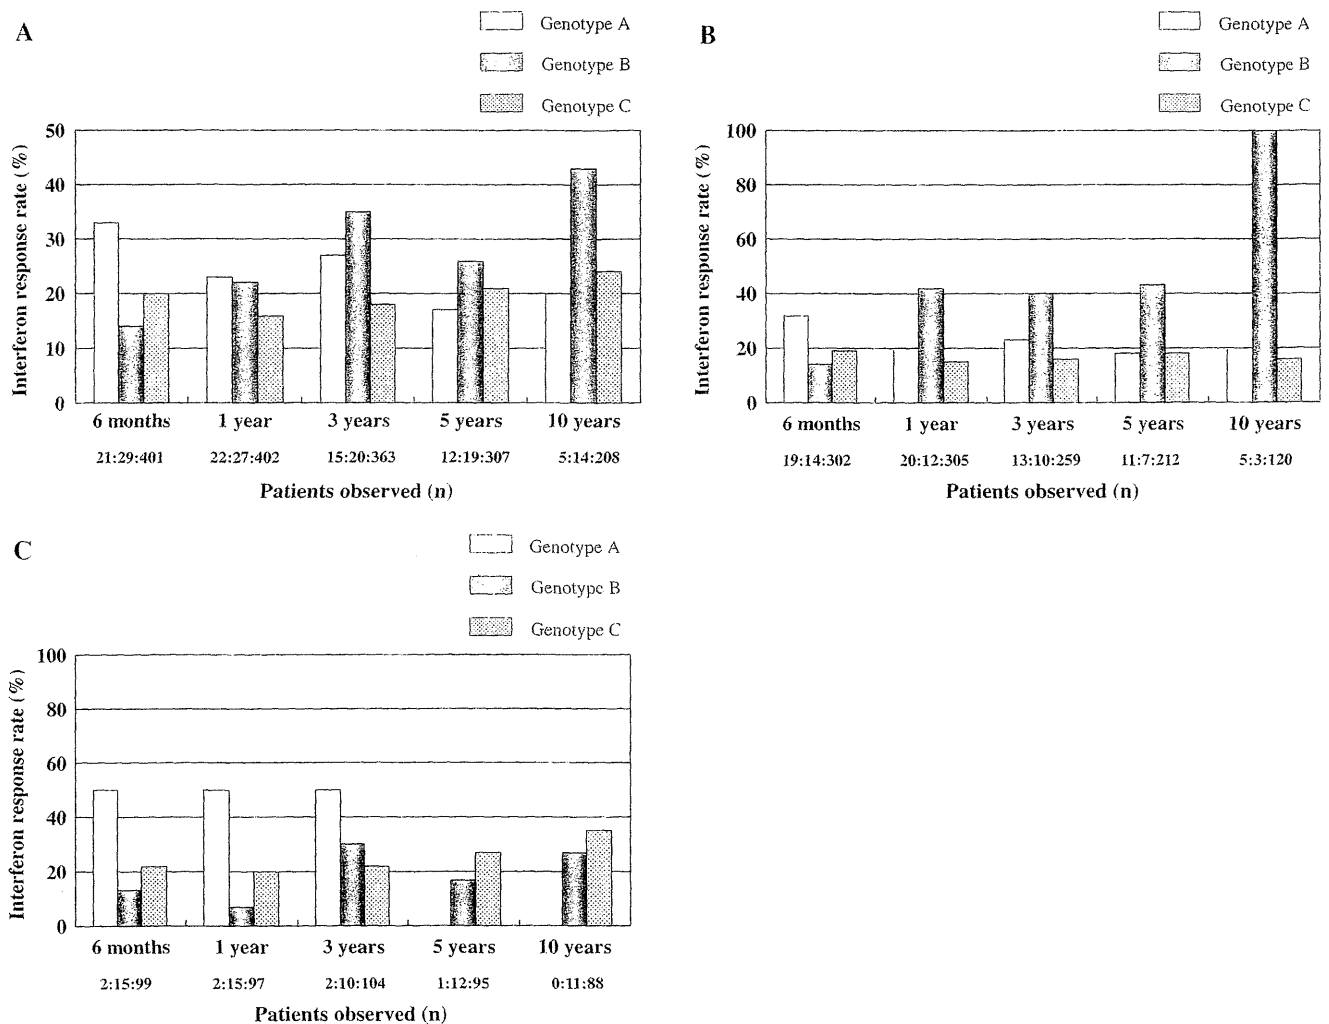 A
Genotype A
Genotype B
Genotype C
Interferon response rate (%)
50
40
30
20
10
0
6 months 1 year 3 years 5 years 10 years
21:29:401 22:27:402 15:20:363 12:19:307 5:14:208
Patients observed (n)
B
Genotype A
Genotype B
Genotype C
Interferon response rate (%)
100
80
60
40
20
0
6 months 1 year 3 years 5 years 10 years
19:14:302 20:12:305 13:10:259 11:7:212 5:3:120
Patients observed (n)
C
Genotype A
Genotype B
Genotype C
Interferon response rate (%)
100
80
60
40
20
0
6 months 1 year 3 years 5 years 10 years
2:15:99 2:15:97 2:10:104 1:12:95 0:11:88
Patients observed (n)